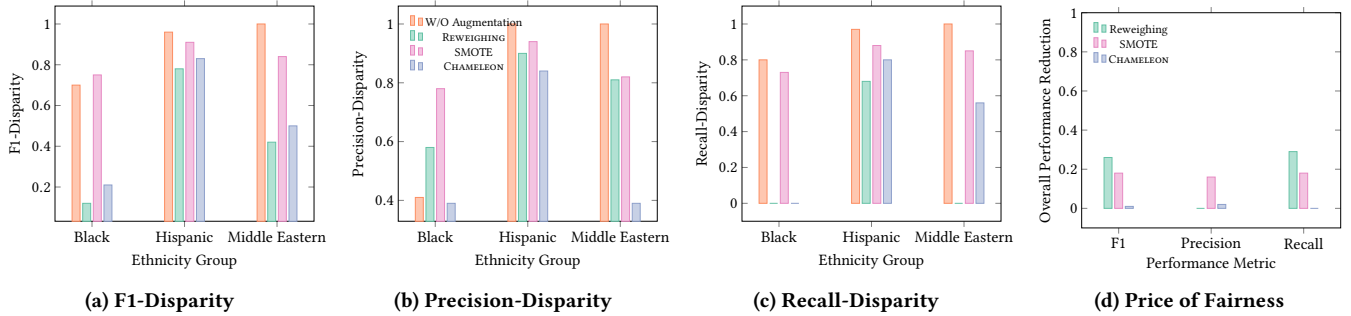 F1-Disparity
1
0.8
0.6
0.4
0.2
Black
Hispanic
Middle Eastern
Ethnicity Group
(a) F1-Disparity
Precision-Disparity
1
0.8
0.6
0.4
W/O Augmentation
Reweighing
SMOTE
Chameleon
Black
Hispanic
Middle Eastern
Ethnicity Group
(b) Precision-Disparity
Recall-Disparity
1
0.8
0.6
0.4
0.2
0
Black
Hispanic
Middle Eastern
Ethnicity Group
(c) Recall-Disparity
Overall Performance Reduction
1
0.8
0.6
0.4
0.2
0
Reweighing
SMOTE
Chameleon
F1
Precision
Recall
Performance Metric
(d) Price of Fairness